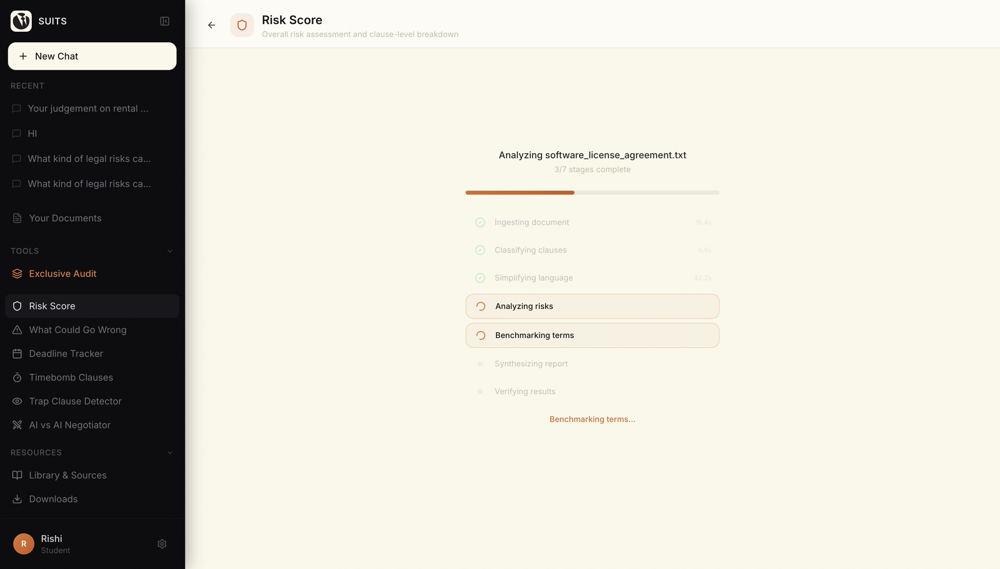 SUITS
New Chat
RECENT
Your judgement on rental ...
HI
What kind of legal risks ca...
What kind of legal risks ca...
Your Documents
TOOLS
Exclusive Audit
Risk Score
What Could Go Wrong
Deadline Tracker
Timebomb Clauses
Trap Clause Detector
AI vs AI Negotiator
RESOURCES
Library & Sources
Downloads
R
Rishi
Student
Risk Score
Overall risk assessment and clause-level breakdown
Analyzing software_license_agreement.txt
3/7 stages complete
Ingesting document 16.4s
Classifying clauses 8.9s
Simplifying language 42.2s
Analyzing risks
Benchmarking terms
Synthesizing report
Verifying results
Benchmarking terms...